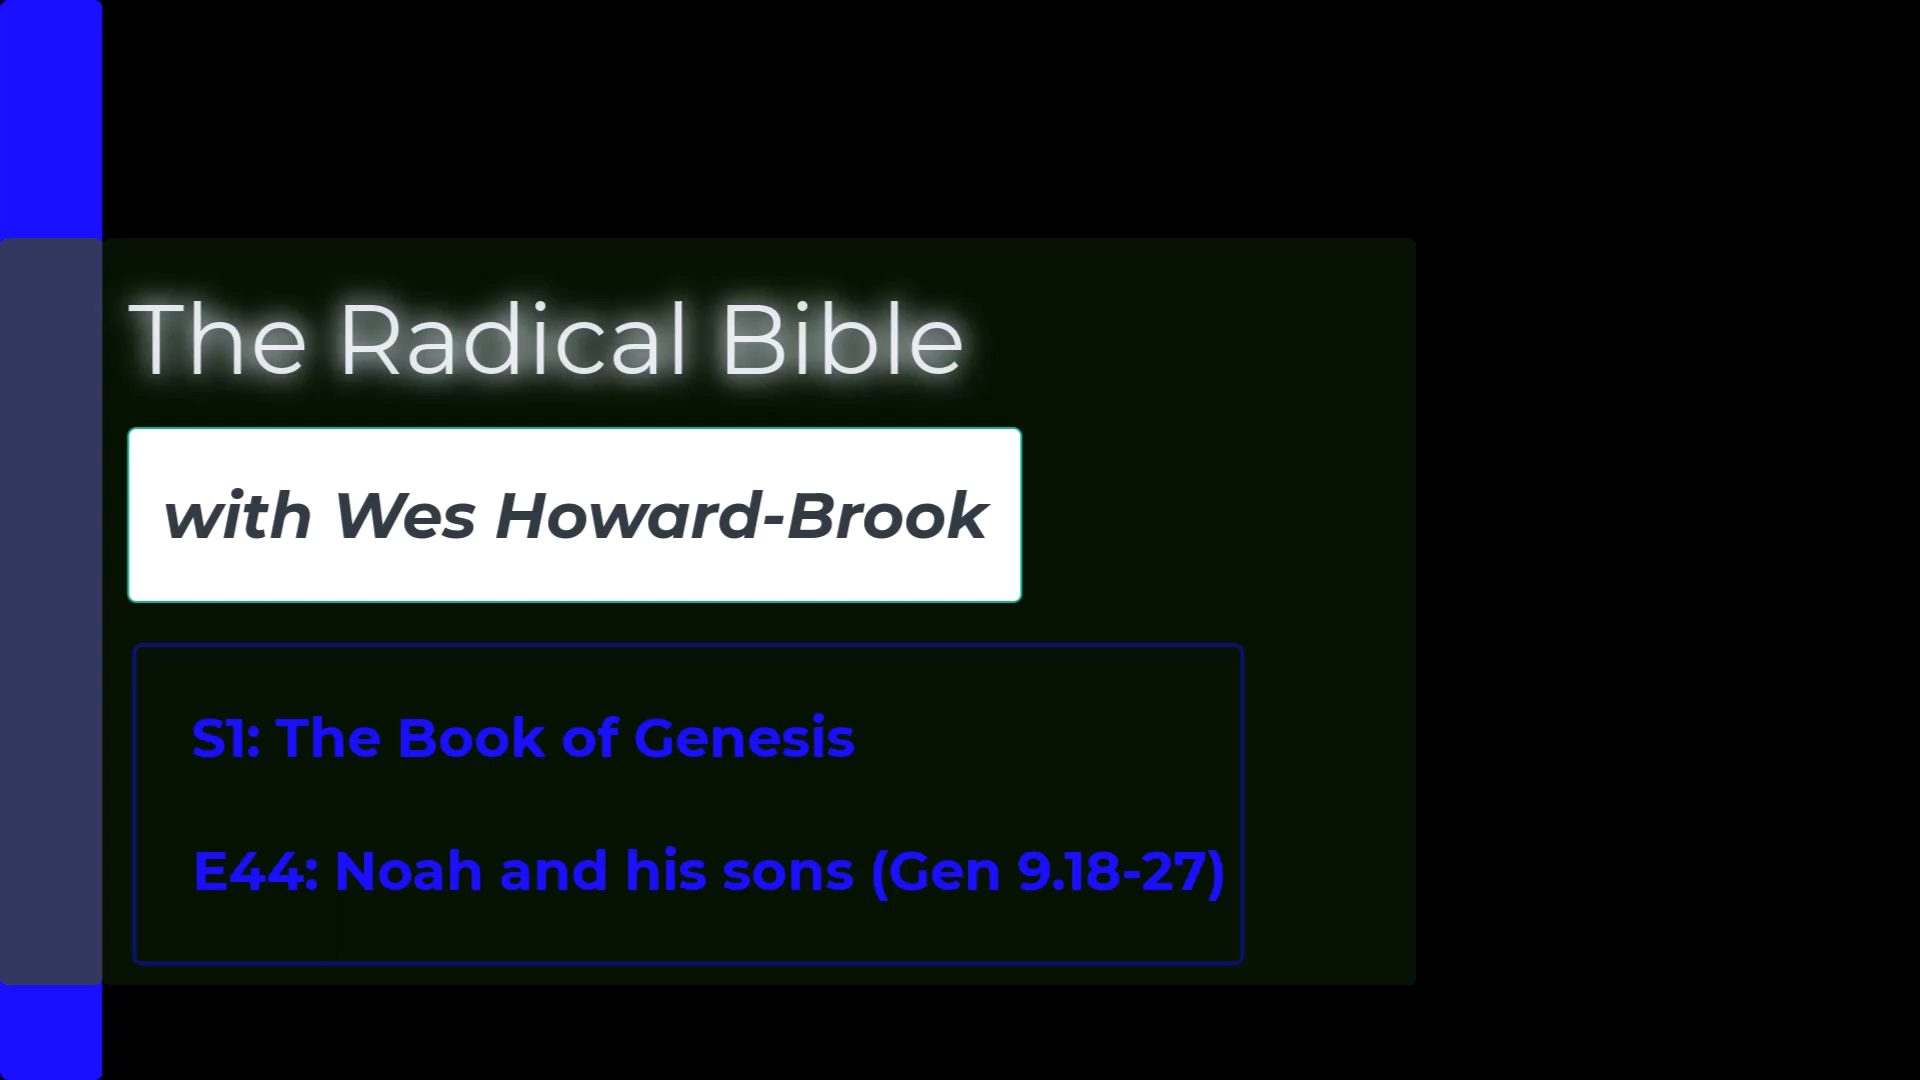 The Radical Bible
with Wes Howard-Brook
S1: The Book of Genesis
E44: Noah and his sons (Gen 9.18-27)